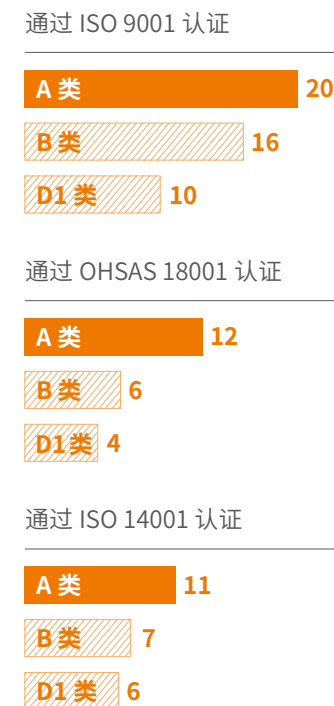 通过 ISO 9001 认证
A 类 20
B 类 16
D1 类 10
通过 OHSAS 18001 认证
A 类 12
B 类 6
D1类 4
通过 ISO 14001 认证
A 类 11
B 类 7
D1 类 6